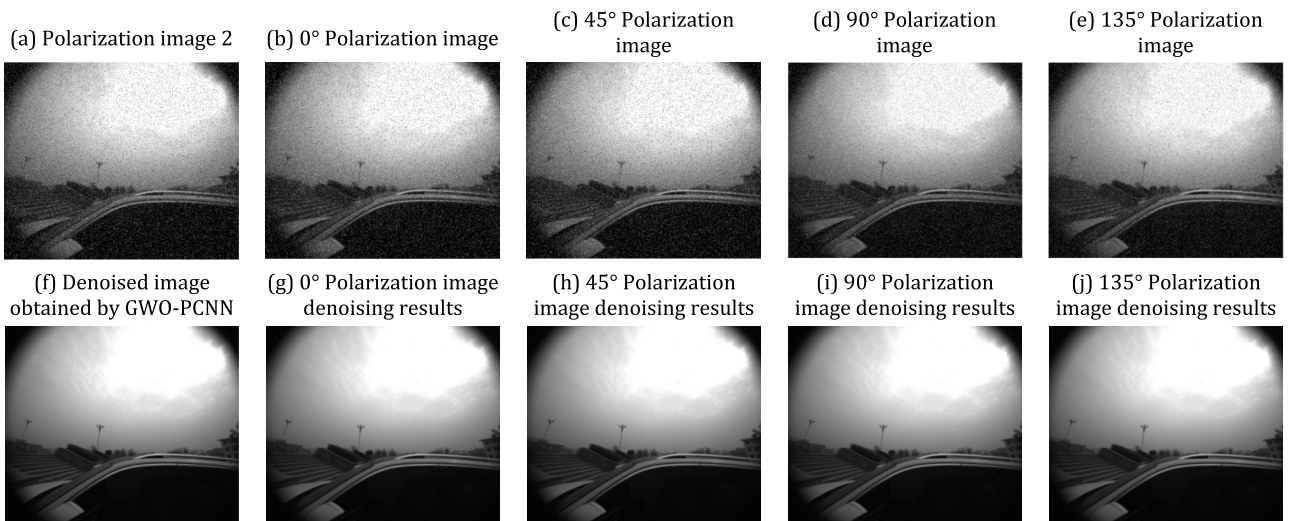 (a) Polarization image 2
(b) 0° Polarization image
(c) 45° Polarization
image
(d) 90° Polarization
image
(e) 135° Polarization
image
(f) Denoised image
obtained by GWO-PCNN
(g) 0° Polarization image
denoising results
(h) 45° Polarization
image denoising results
(i) 90° Polarization
image denoising results
(j) 135° Polarization
image denoising results